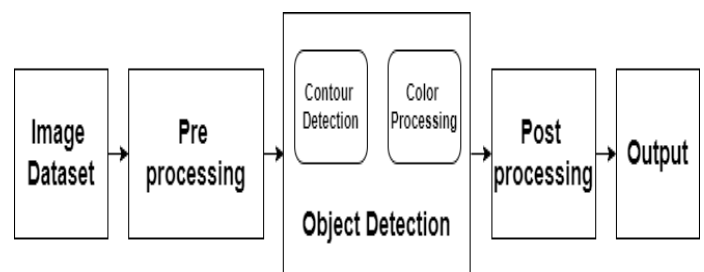 Image
Dataset
Pre
processing
Contour
Detection
Color
Processing
Object Detection
Post
processing
Output